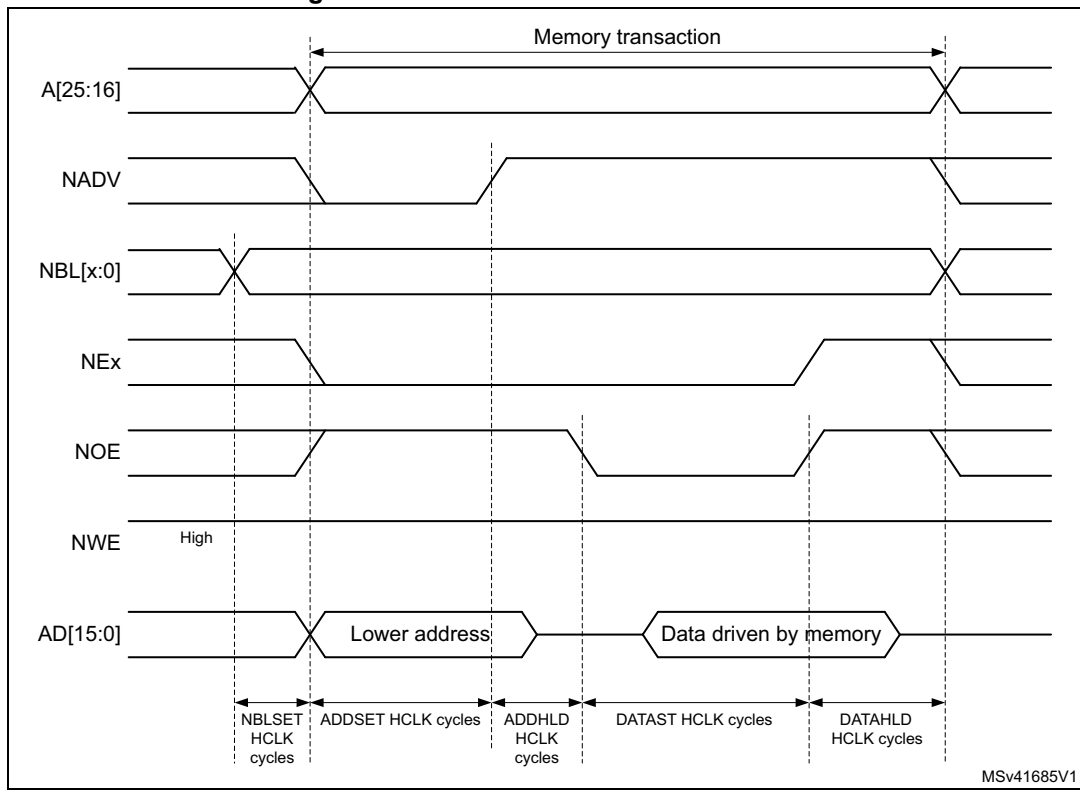 Memory transaction
A[25:16]
NADV
NBL[x:0]
NEx
NOE
NWE
High
AD[15:0]
Lower address
Data driven by memory
NBLSET
HCLK
cycles
ADDSET HCLK cycles
ADDHLD
HCLK
cycles
DATAST HCLK cycles
DATAHLD
HCLK cycles
MSv41685V1